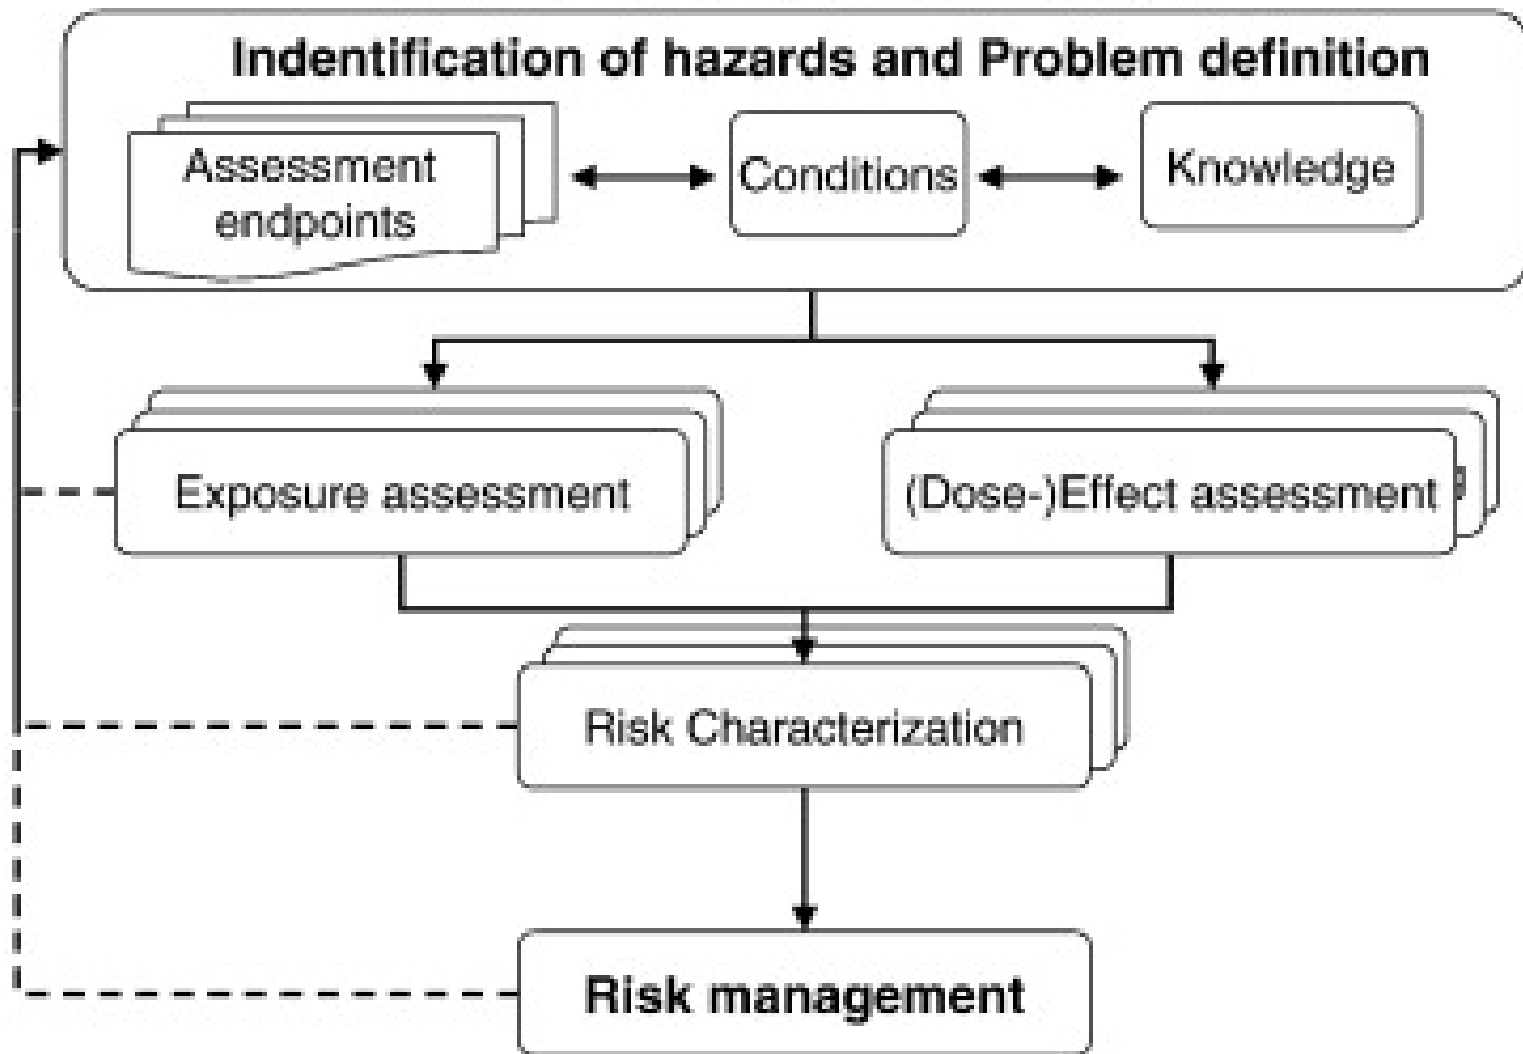 Indentification of hazards and Problem definition
Assessment
endpoints
Conditions
Knowledge
Exposure assessment
(Dose-)Effect assessment
Risk Characterization
Risk management